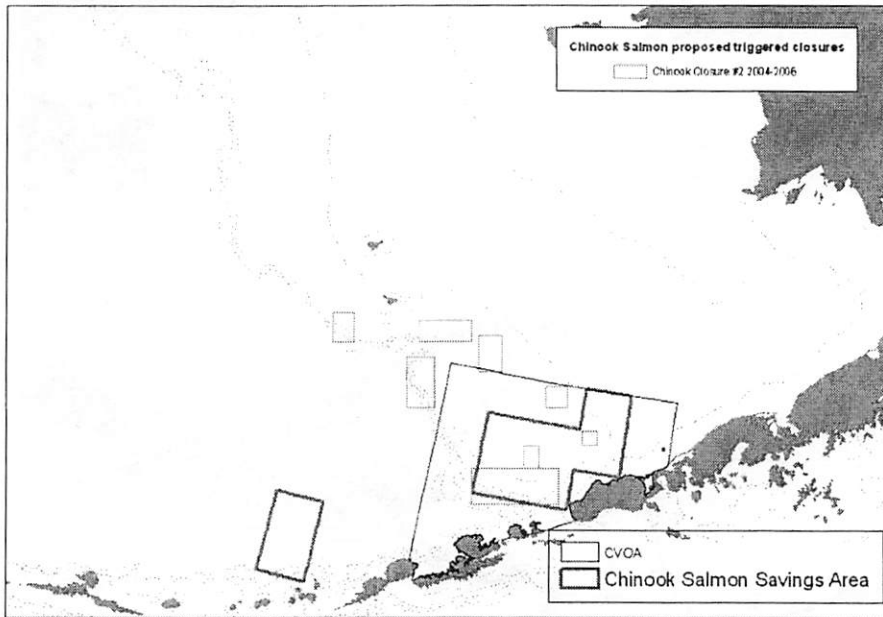 Chinook Salmon proposed triggered closures
Chinook Closure #2 2004-2006
CVOA
Chinook Salmon Savings Area